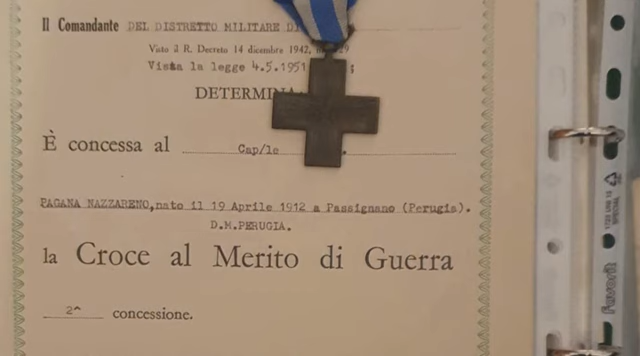 Il Comandante DEL DISTRETTO MILITARE DI
Visto il R. Decreto 14 dicembre 1942,
Vista la legge 4.5.1951 ;
DETERMINA
È concessa al Cap/le
PAGANA NAZZARENO,nato il 19 Aprile 1912 a Passignano (Perugia).
D.M.PERUGIA.
la Croce al Merito di Guerra
2^ concessione.
Favorit